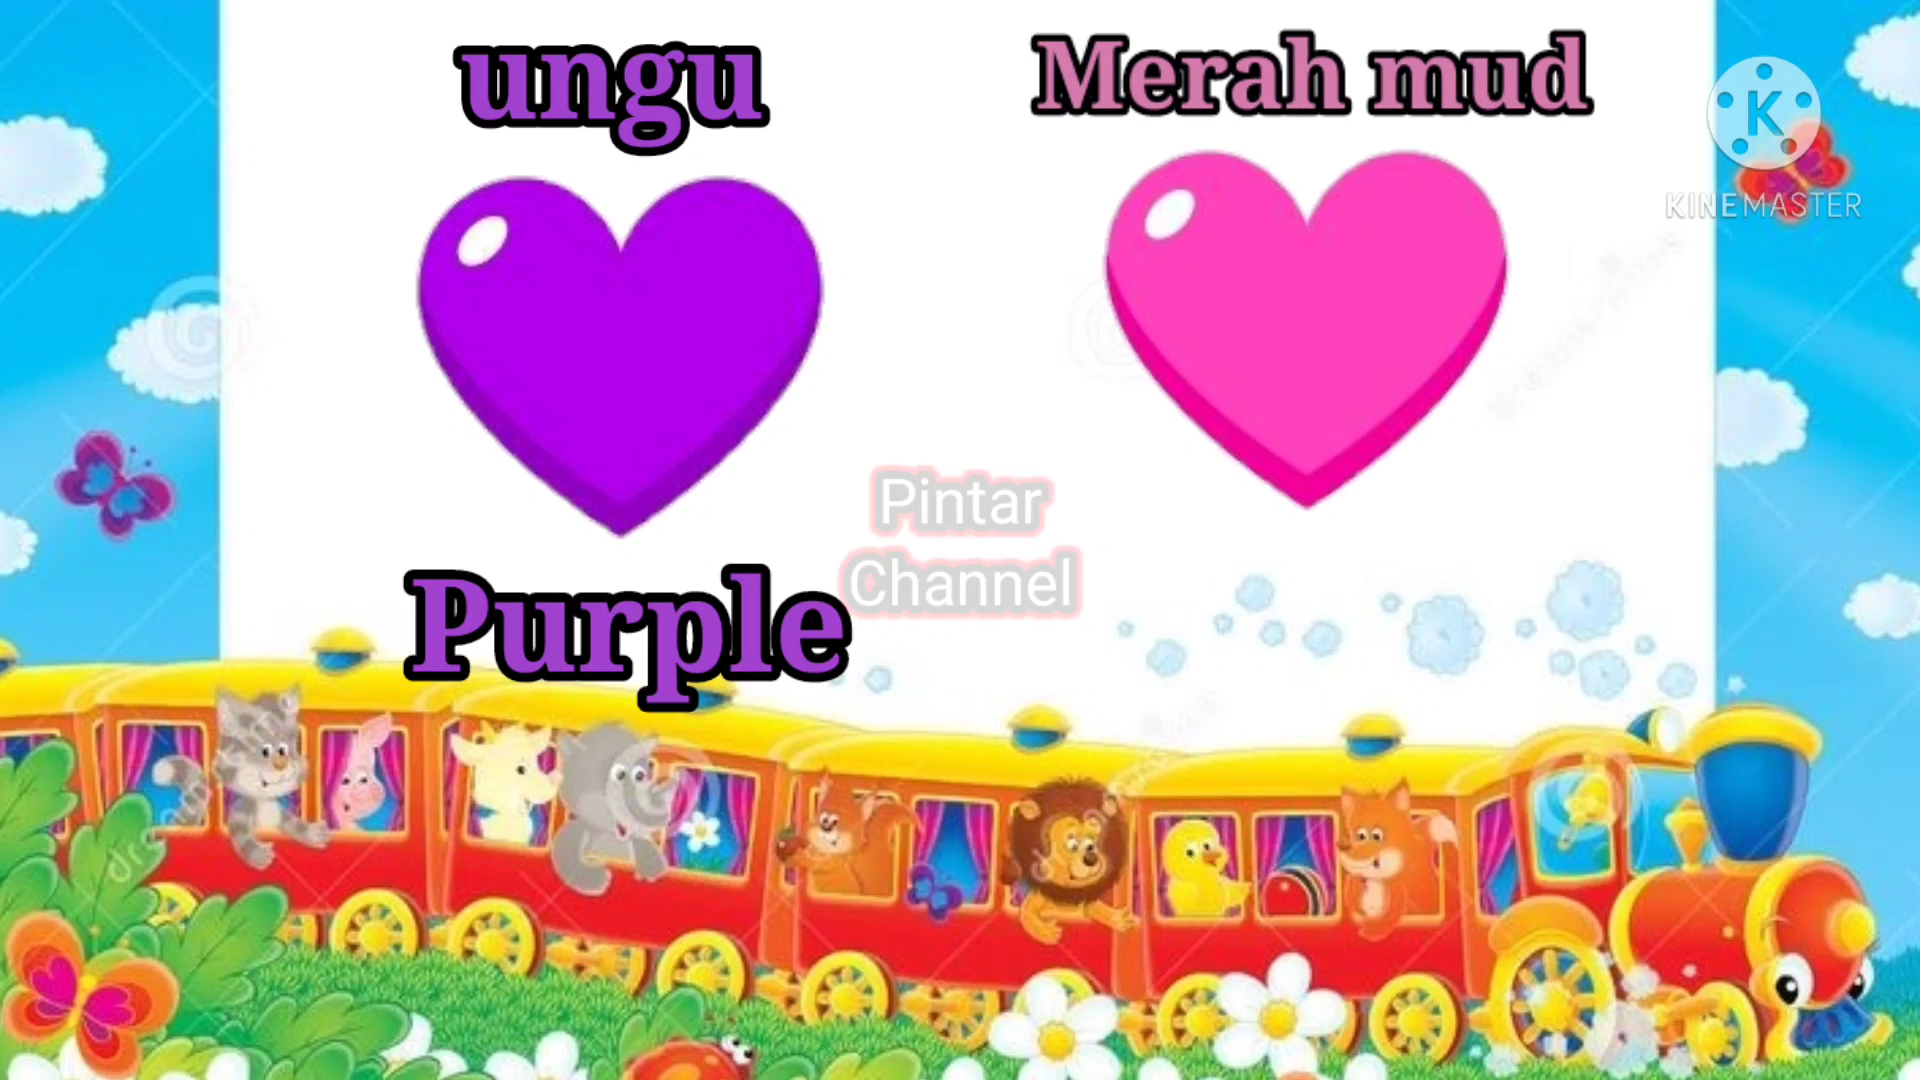 ungu
Merah mud
K
KINEMASTER
Pintar
Channel
Purple